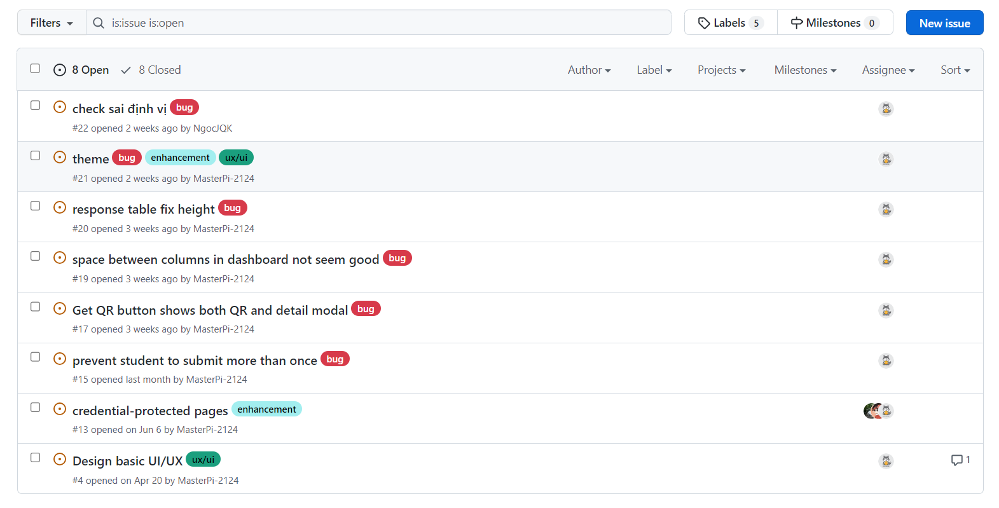 Filters is:issue is:open Labels 5 Milestones 0 New issue
8 Open 8 Closed Author Label Projects Milestones Assignee Sort
check sai định vị bug
#22 opened 2 weeks ago by NgocJQK
theme bug enhancement ux/ui
#21 opened 2 weeks ago by MasterPi-2124
response table fix height bug
#20 opened 3 weeks ago by MasterPi-2124
space between columns in dashboard not seem good bug
#19 opened 3 weeks ago by MasterPi-2124
Get QR button shows both QR and detail modal bug
#17 opened 3 weeks ago by MasterPi-2124
prevent student to submit more than once bug
#15 opened last month by MasterPi-2124
credential-protected pages enhancement
#13 opened on Jun 6 by MasterPi-2124
Design basic UI/UX ux/ui 1
#4 opened on Apr 20 by MasterPi-2124